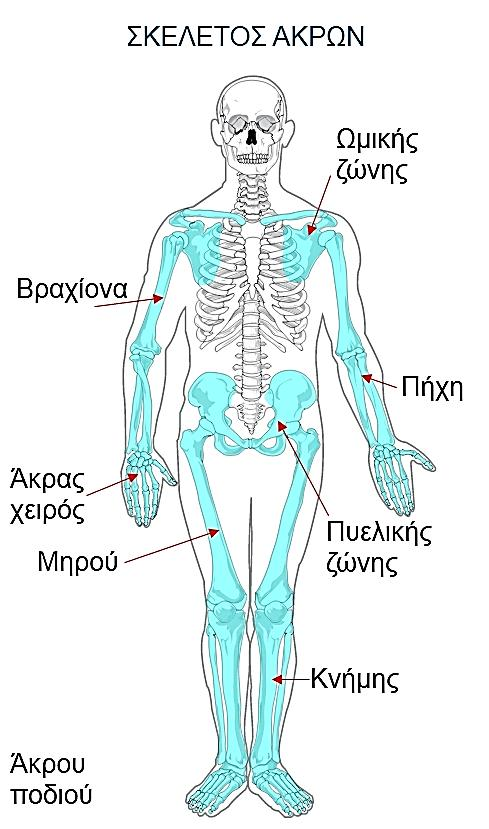 ΣΚΕΛΕΤΟΣ ΑΚΡΩΝ
Ωμικής
ζώνης
Βραχίονα
Πήχη
Άκρας
χειρός
Πυελικής
ζώνης
Μηρού
Κνήμης
Άκρου
ποδιού